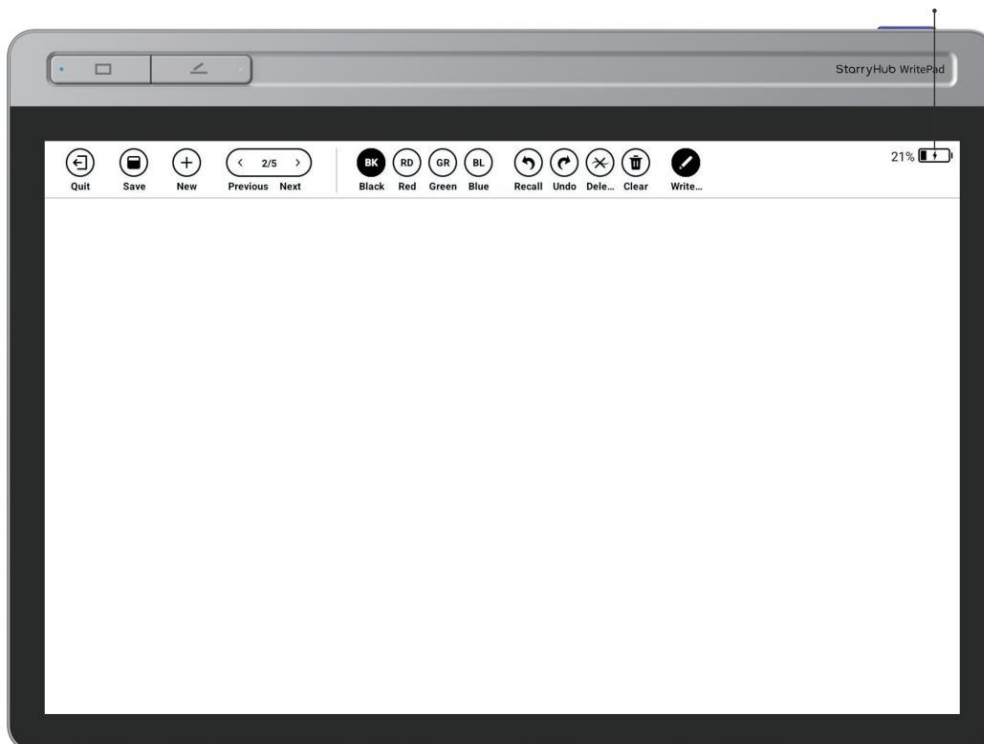 StarryHub WritePad
2/5
BK RD GR BL
21%
Quit Save New Previous Next Black Red Green Blue Recall Undo Dele... Clear Write...